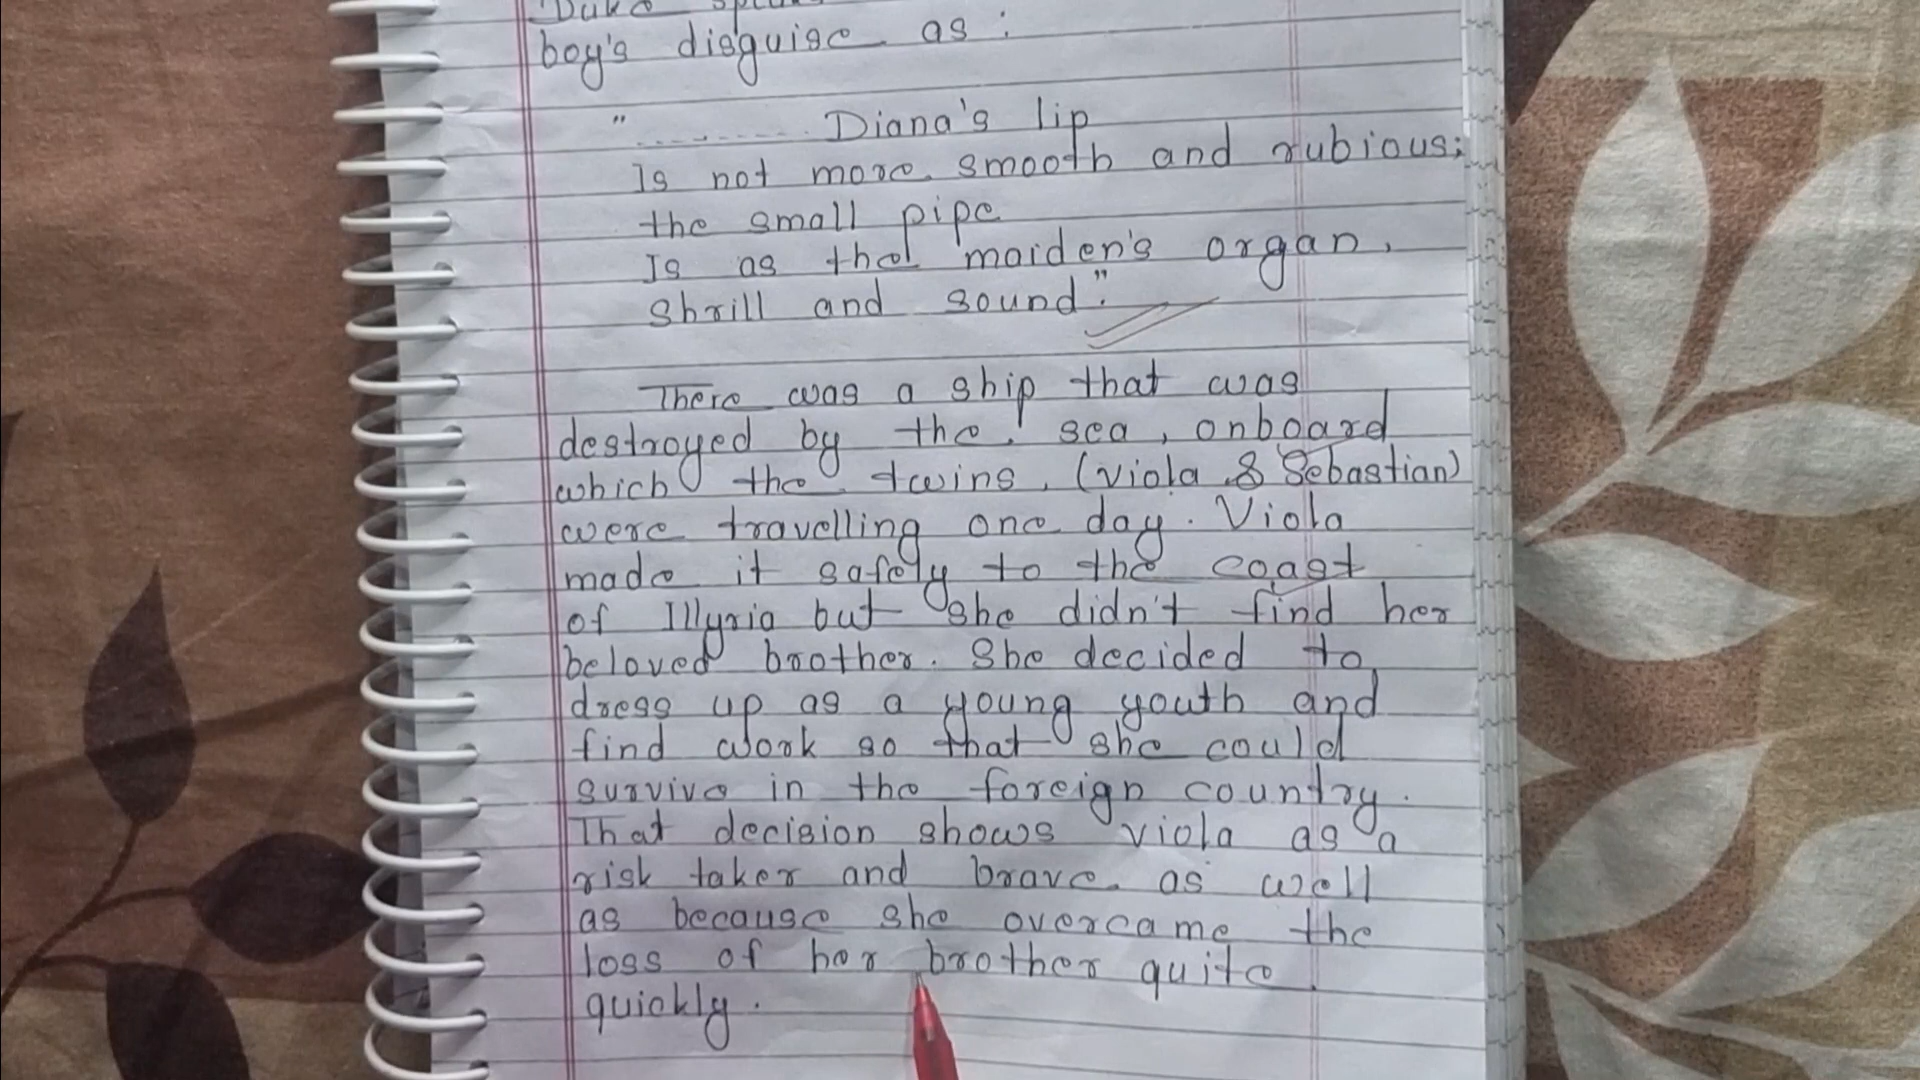 Duke
boy's disguise as :
" ........... Diana's lip
Is not more smooth and rubious;
the small pipe
Is as the maiden's organ,
shrill and sound".
There was a ship that was
destroyed by the sea, onboard
which the twins, (Viola & Sebastian)
were travelling one day. Viola
made it safely to the coast
of Illyria but she didn't find her
beloved brother. She decided to
dress up as a young youth and
find work so that she could
survive in the foreign country.
That decision shows viola as a
risk taker and brave as well
as because she overcame the
loss of her brother quite
quickly.